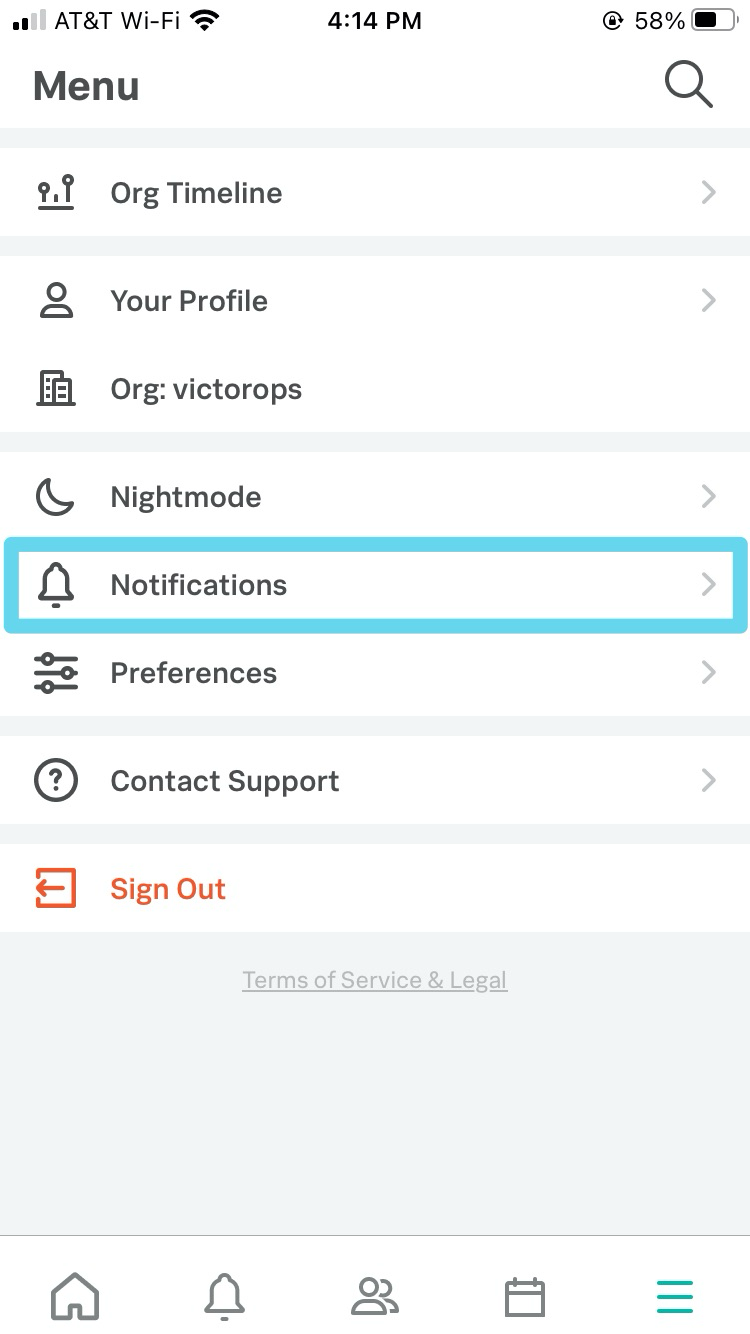 AT&T Wi-Fi 4:14 PM 58%
Menu
Org Timeline
Your Profile
Org: victorops
Nightmode
Notifications
Preferences
? Contact Support
Sign Out
Terms of Service & Legal